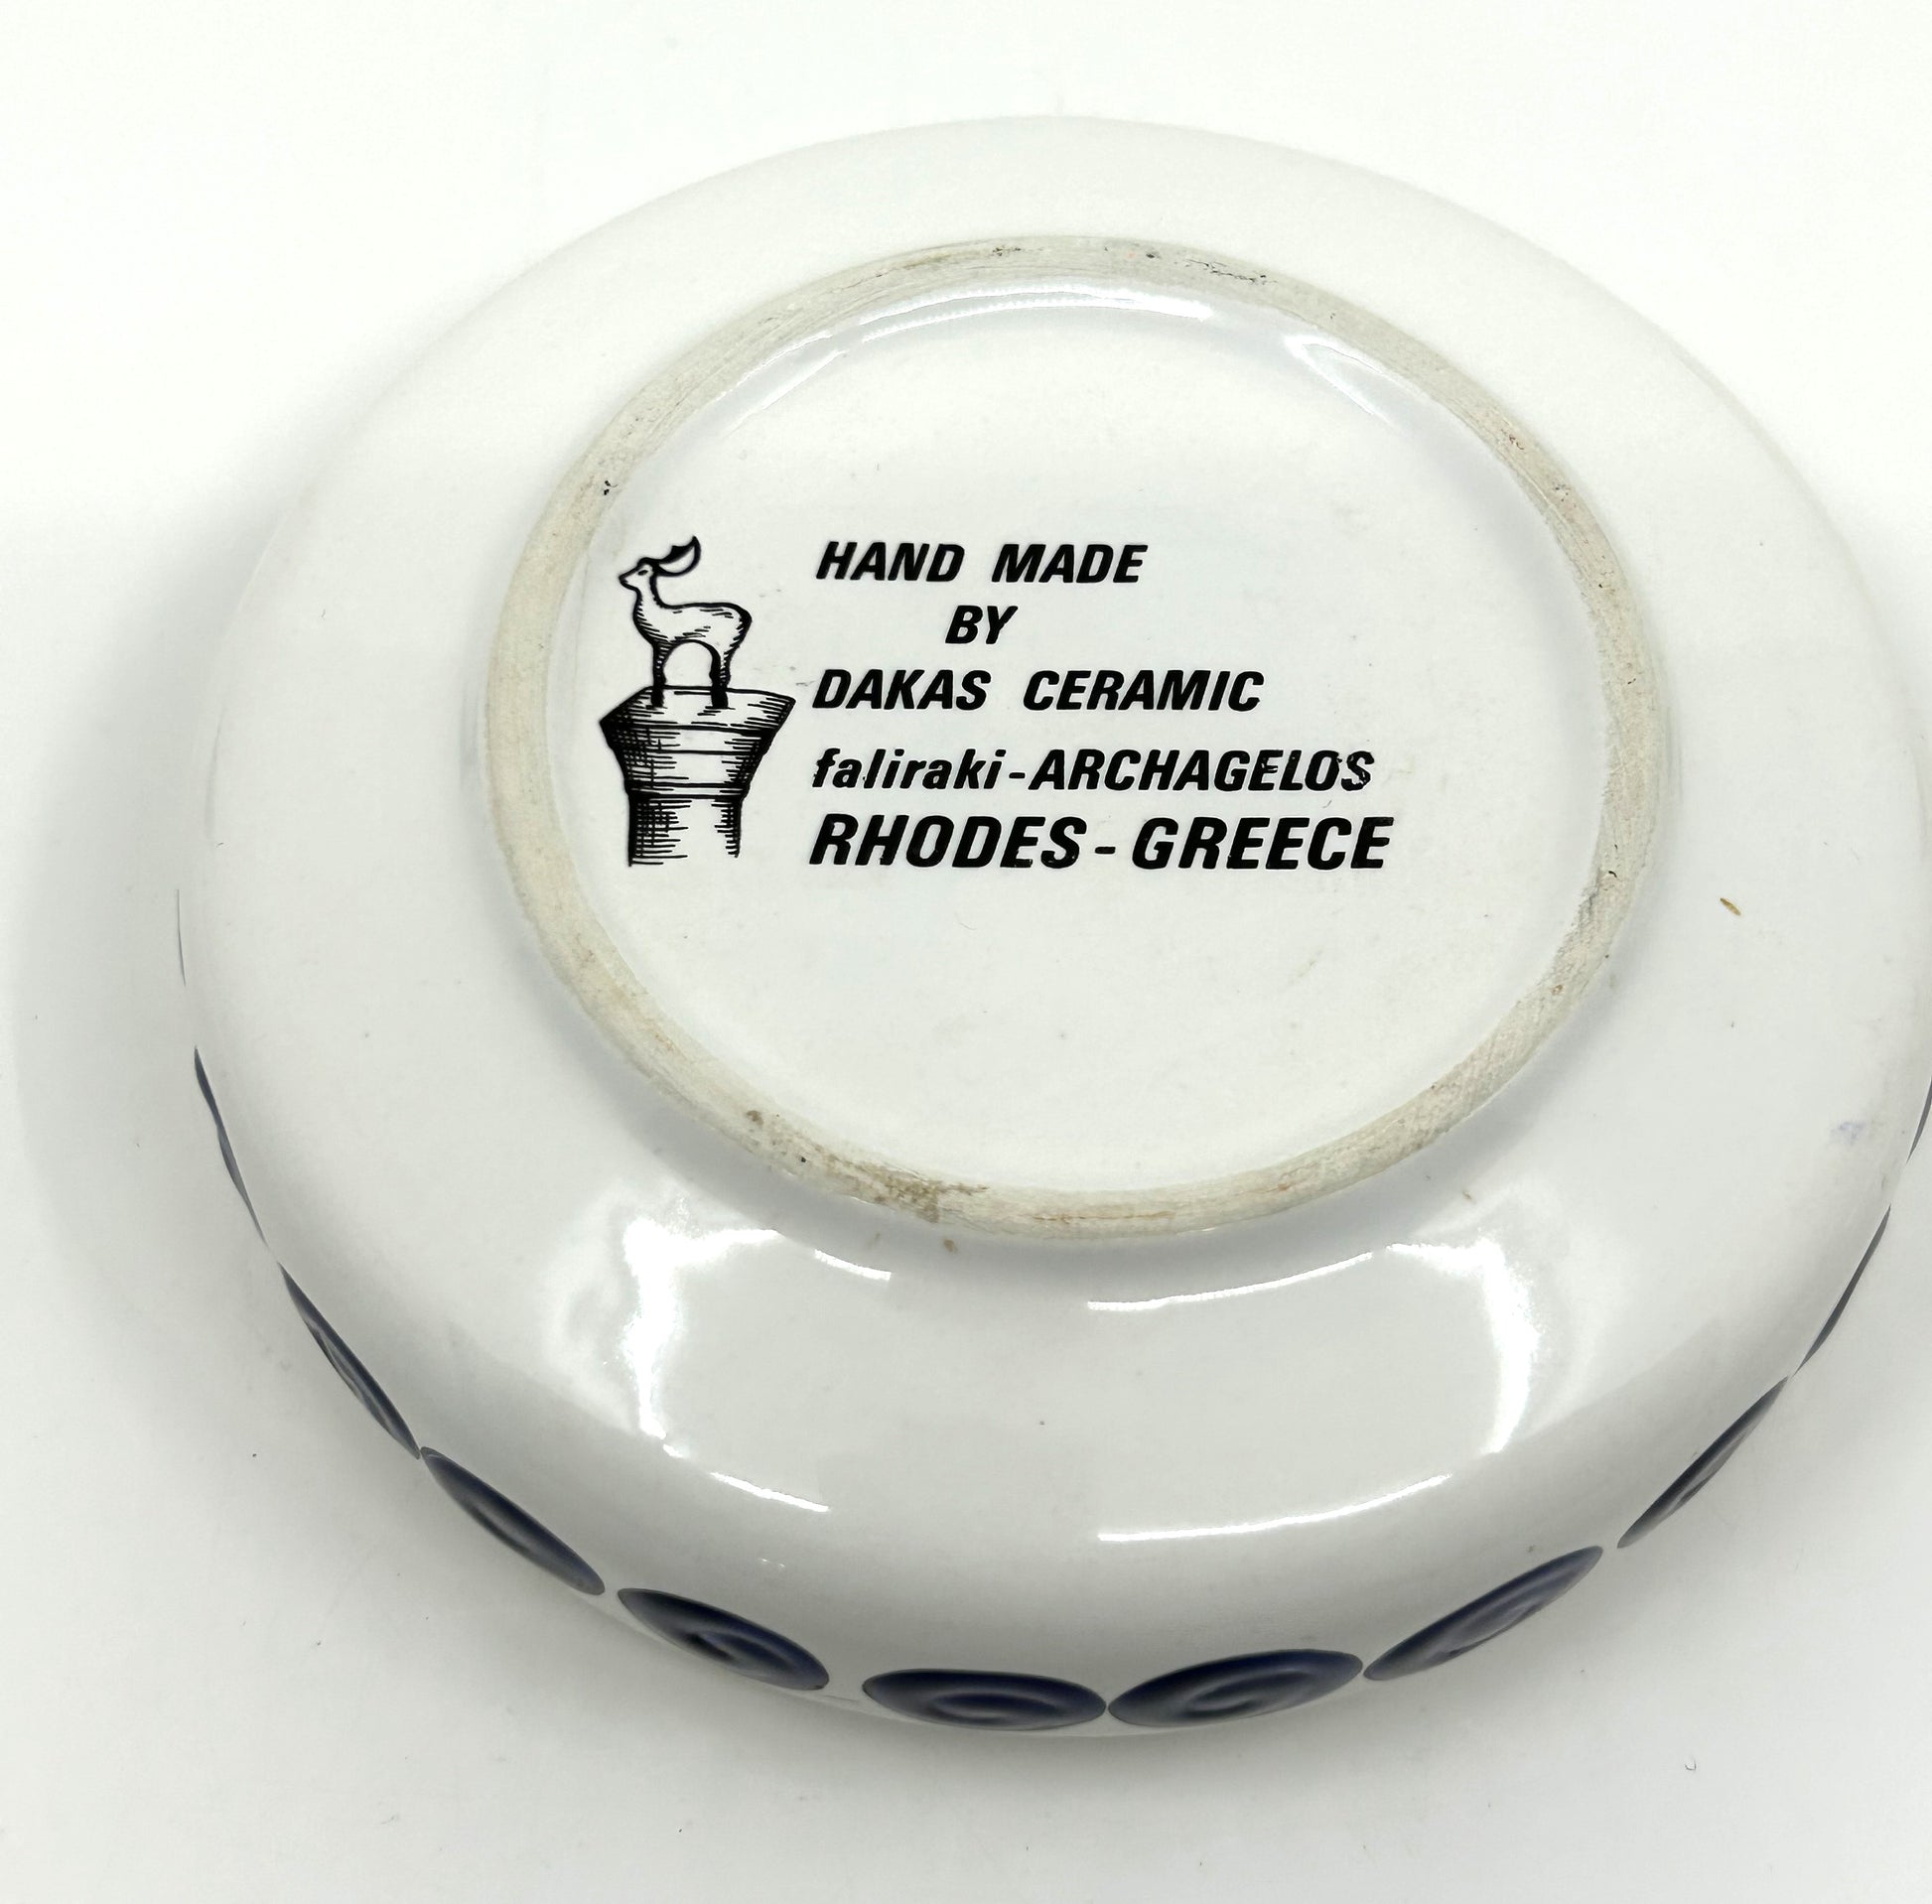 HAND MADE
BY
DAKAS CERAMIC
faliraki-ARCHAGELOS
RHODES-GREECE